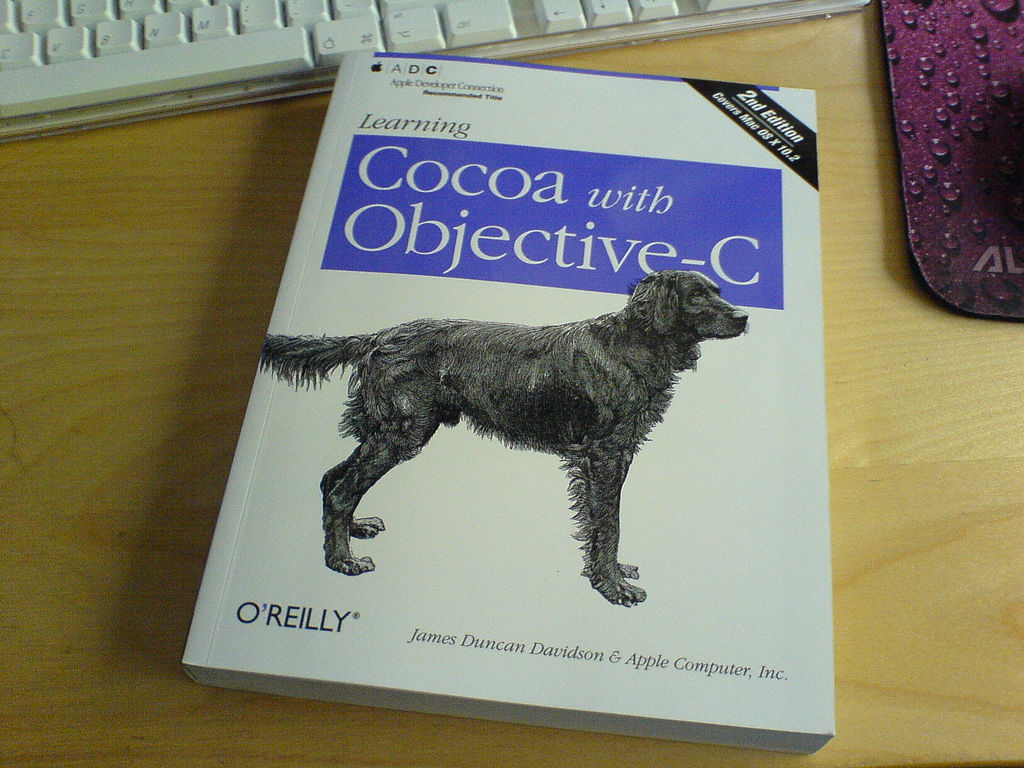 ADC
Apple Developer Connection
Recommended Title
2nd Edition
Covers Mac OS X 10.2
Learning
Cocoa with
Objective-C
O'REILLY®
James Duncan Davidson & Apple Computer, Inc.
V B N M
ctrl